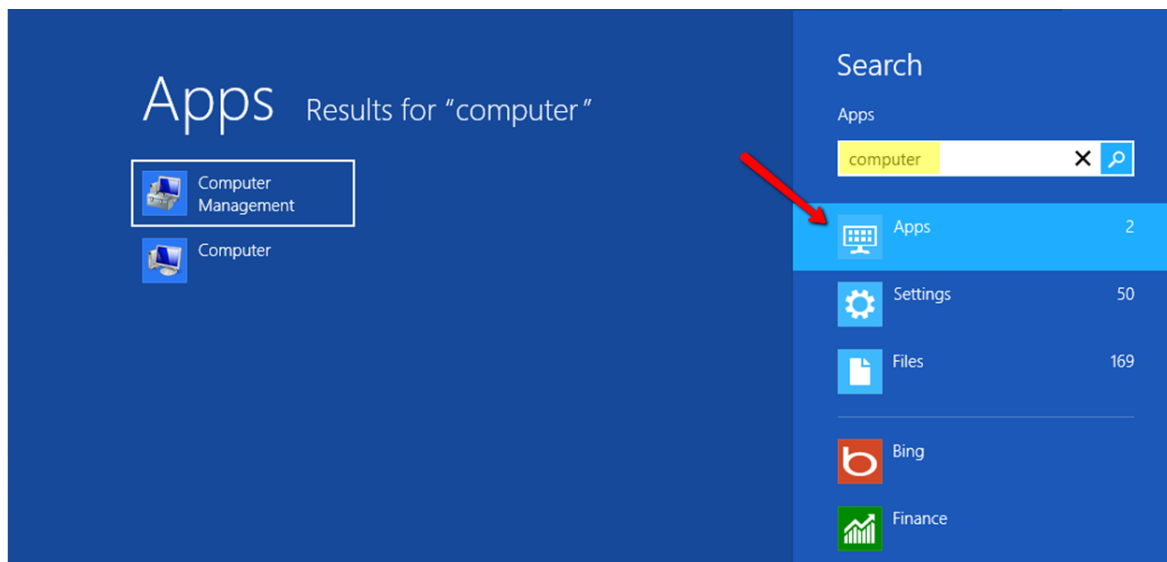 Apps Results for "computer"
Computer
Management
Computer
Search
Apps
computer
Apps 2
Settings 50
Files 169
Bing
Finance